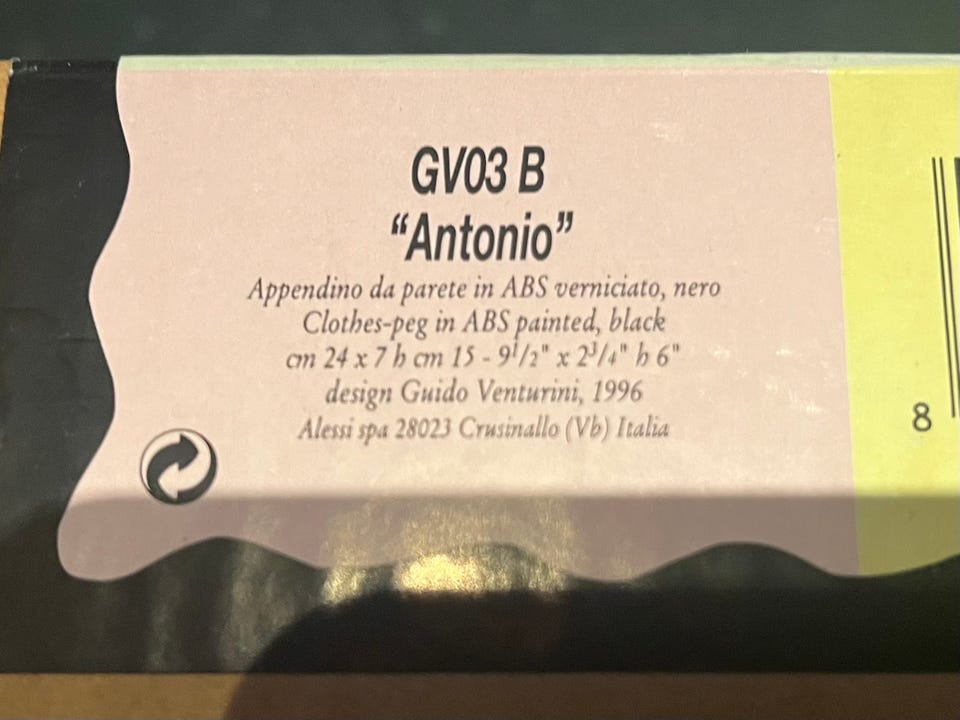 GV03 B
“Antonio”
Appendino da parete in ABS verniciato, nero
Clothes-peg in ABS painted, black
cm 24 x 7 h cm 15 - 9 1/2" x 2 3/4" h 6"
design Guido Venturini, 1996
Alessi spa 28023 Crusinallo (Vb) Italia
8